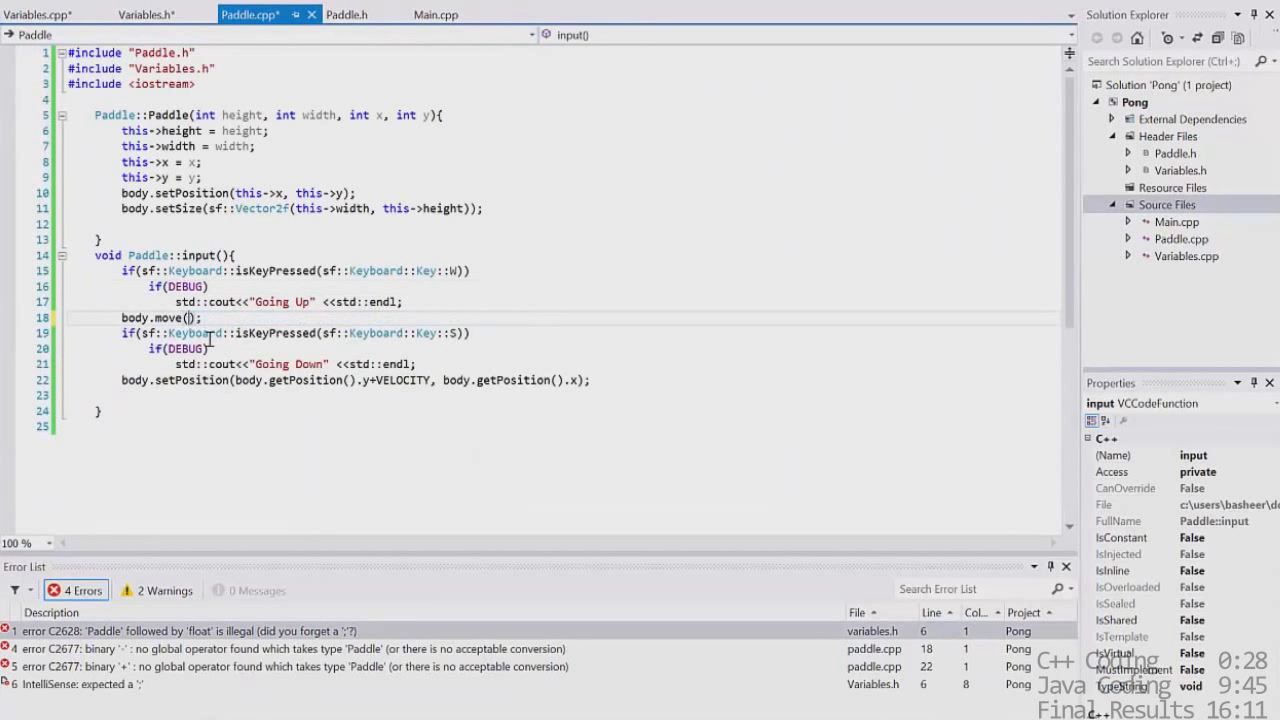 Variables.cpp* Variables.h* Paddle.cpp* Paddle.h Main.cpp
Paddle input()
1 #include "Paddle.h"
2 #include "Variables.h"
3 #include <iostream>
4
5 Paddle::Paddle(int height, int width, int x, int y){
6 this->height = height;
7 this->width = width;
8 this->x = x;
9 this->y = y;
10 body.setPosition(this->x, this->y);
11 body.setSize(sf::Vector2f(this->width, this->height));
12
13 }
14 void Paddle::input(){
15 if(sf::Keyboard::isKeyPressed(sf::Keyboard::Key::W))
16 if(DEBUG)
17 std::cout<<"Going Up" <<std::endl;
18 body.move();
19 if(sf::Keyboard::isKeyPressed(sf::Keyboard::Key::S))
20 if(DEBUG)
21 std::cout<<"Going Down" <<std::endl;
22 body.setPosition(body.getPosition().y+VELOCITY, body.getPosition().x);
23
24 }
25
100 %
Error List
4 Errors 2 Warnings 0 Messages Search Error List
Description File Line Col... Project
1 error C2628: 'Paddle' followed by 'float' is illegal (did you forget a ';'?) variables.h 6 1 Pong
4 error C2677: binary '-' : no global operator found which takes type 'Paddle' (or there is no acceptable conversion) paddle.cpp 18 1 Pong
5 error C2677: binary '+' : no global operator found which takes type 'Paddle' (or there is no acceptable conversion) paddle.cpp 22 1 Pong
6 IntelliSense: expected a ';' Variables.h 6 8 Pong
Solution Explorer
Search Solution Explorer (Ctrl+;)
Solution 'Pong' (1 project)
Pong
External Dependencies
Header Files
Paddle.h
Variables.h
Resource Files
Source Files
Main.cpp
Paddle.cpp
Variables.cpp
Properties
input VCCodeFunction
C++
(Name) input
Access private
CanOverride False
File c:\users\basheer\do
FullName Paddle::input
IsConstant False
IsInjected False
IsInline False
IsOverloaded False
IsSealed False
IsShared False
IsTemplate False
IsVirtual False
MustImplement False
TypeString void
C++
C++ Coding 0:28
Java Coding 9:45
Final Results 16:11